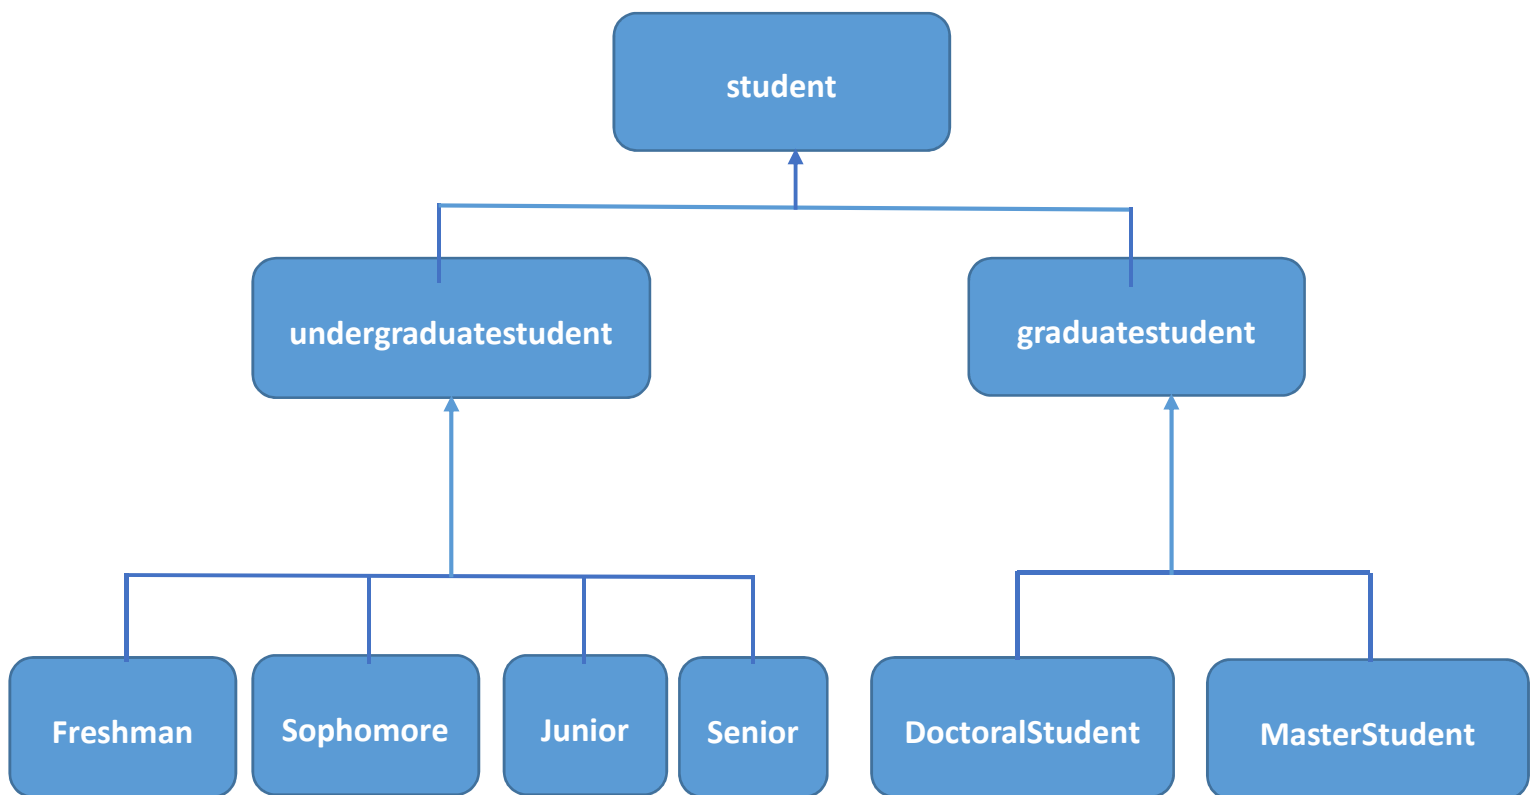 student
undergraduatestudent
graduatestudent
Freshman
Sophomore
Junior
Senior
DoctoralStudent
MasterStudent